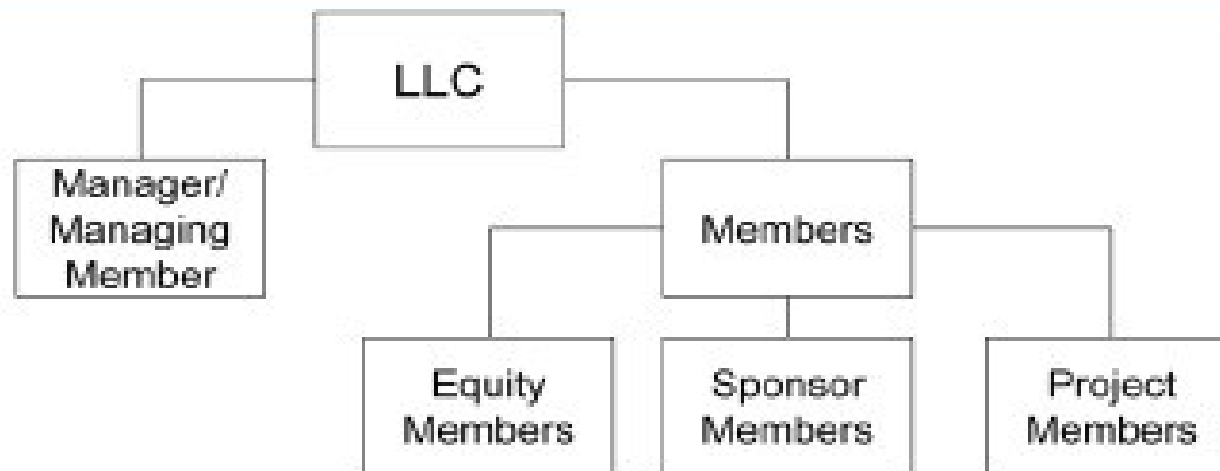 LLC
Manager/
Managing
Member
Members
Equity
Members
Sponsor
Members
Project
Members